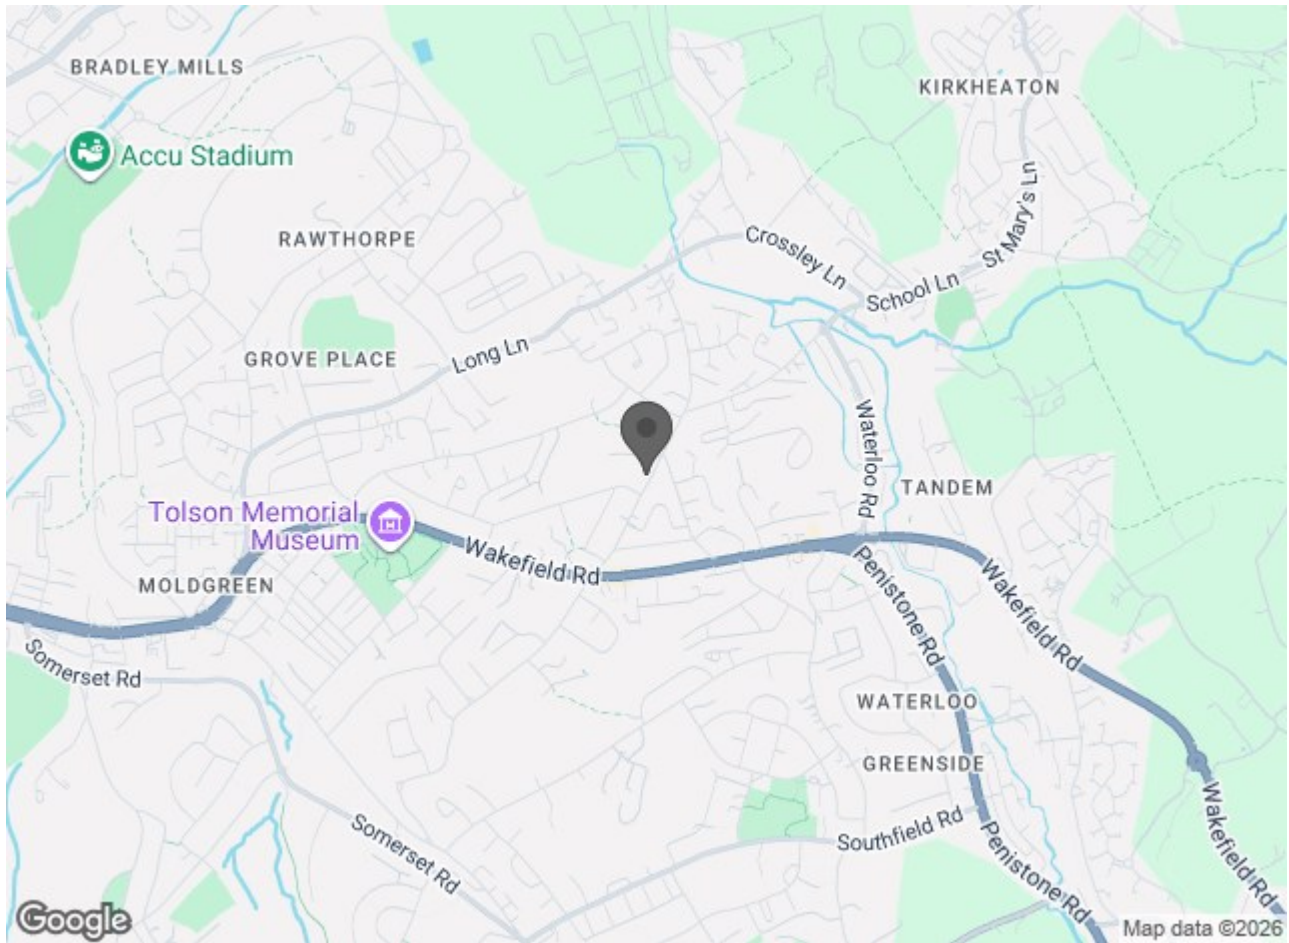 BRADLEY MILLS
KIRKHEATON
Accu Stadium
St Mary's Ln
RAWTHORPE
Crossley Ln
School Ln
GROVE PLACE
Long Ln
Waterloo Rd
TANDEM
Tolson Memorial
Museum
Wakefield Rd
MOLDGREEN
Penistone Rd
Wakefield Rd
Somerset Rd
WATERLOO
GREENSIDE
Wakefield Rd
Somerset Rd
Southfield Rd
Penistone Rd
Google
Map data ©2026